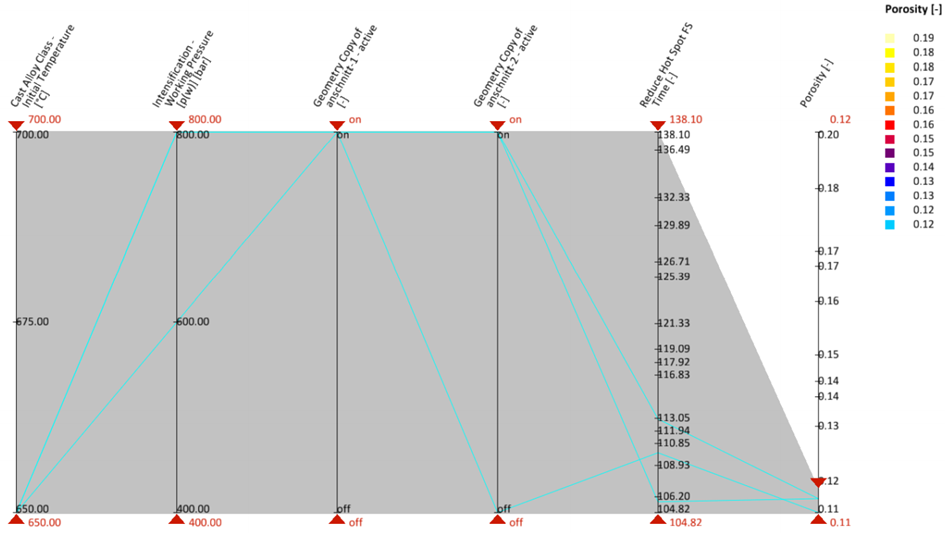 Porosity [-]
0.19
0.18
0.18
0.17
0.17
0.16
0.16
0.15
0.15
0.14
0.13
0.13
0.12
0.12
Cast Alloy Class -
Initial Temperature
[°C]
Intensification -
Working Pressure
[p(w)] [bar]
Geometry Copy of
anschnitt-1 - active
[-]
Geometry Copy of
anschnitt-2 - active
[-]
Reduce Hot Spot FS
Time [-]
Porosity [-]
700.00
800.00
on
on
138.10
0.12
700.00
675.00
650.00
650.00
800.00
600.00
400.00
400.00
on
off
off
on
off
off
138.10
136.49
132.33
129.89
126.71
125.39
121.33
119.09
117.92
116.83
113.05
111.94
110.85
108.93
106.20
104.82
104.82
0.20
0.18
0.17
0.17
0.16
0.15
0.14
0.14
0.13
0.12
0.11
0.11